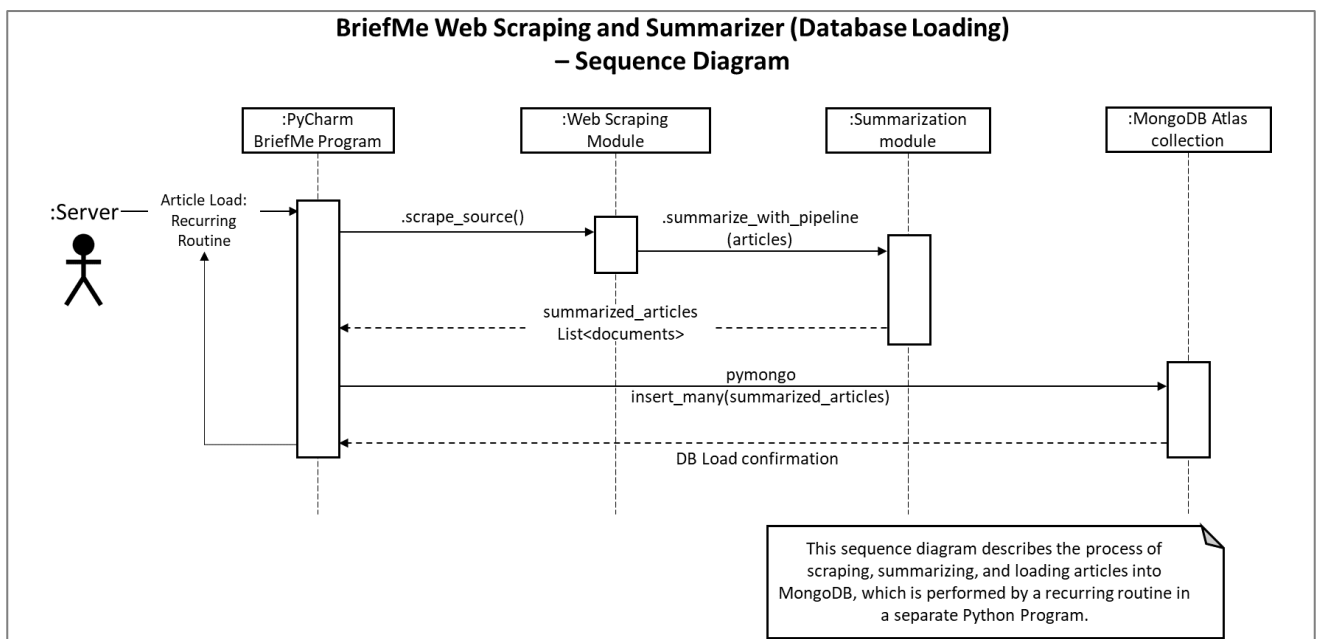 BriefMe Web Scraping and Summarizer (Database Loading)
– Sequence Diagram
:PyCharm
BriefMe Program
:Web Scraping
Module
:Summarization
module
:MongoDB Atlas
collection
:Server
Article Load:
Recurring
Routine
.scrape_source()
.summarize_with_pipeline
(articles)
summarized_articles
List<documents>
pymongo
insert_many(summarized_articles)
DB Load confirmation
This sequence diagram describes the process of
scraping, summarizing, and loading articles into
MongoDB, which is performed by a recurring routine in
a separate Python Program.